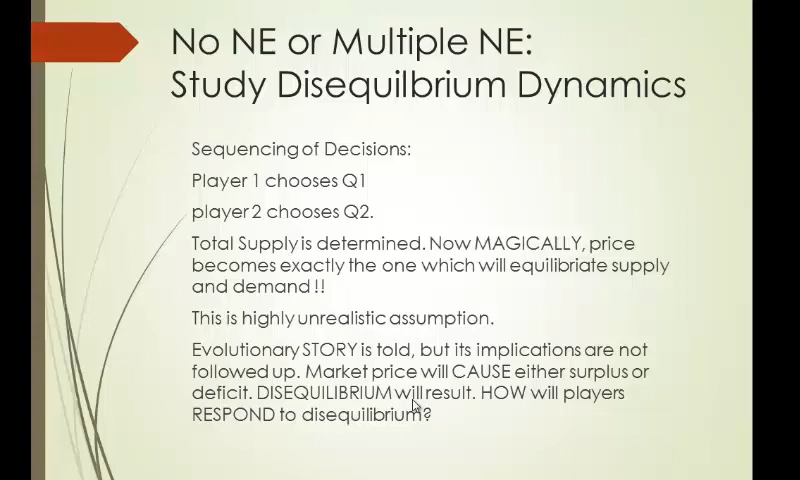 No NE or Multiple NE:
Study Disequilbrium Dynamics
Sequencing of Decisions:
Player 1 chooses Q1
player 2 chooses Q2.
Total Supply is determined. Now MAGICALLY, price
becomes exactly the one which will equilibriate supply
and demand !!
This is highly unrealistic assumption.
Evolutionary STORY is told, but its implications are not
followed up. Market price will CAUSE either surplus or
deficit. DISEQUILIBRIUM will result. HOW will players
RESPOND to disequilibrium?